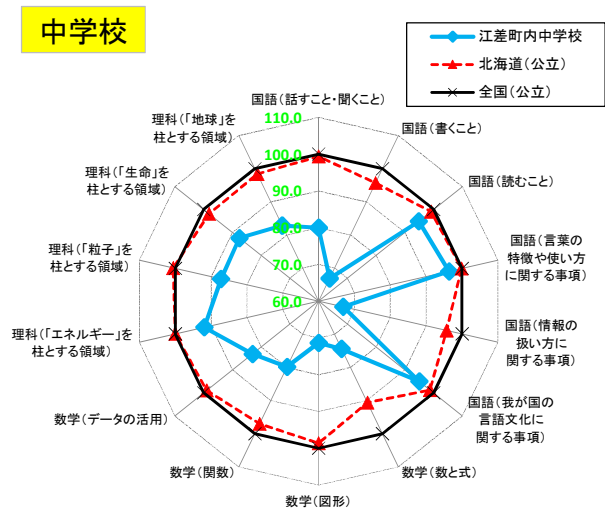 中学校
江差町内中学校
北海道(公立)
全国(公立)
国語(話すこと・聞くこと)
国語(書くこと)
国語(読むこと)
国語(言葉の
特徴や使い方
に関する事項)
国語(情報の
扱い方に
関する事項)
国語(我が国の
言語文化に
関する事項)
数学(数と式)
数学(図形)
数学(関数)
数学(データの活用)
理科(「エネルギー」を
柱とする領域)
理科(「粒子」を
柱とする領域)
理科(「生命」を
柱とする領域)
理科(「地球」を
柱とする領域)
110.0
100.0
90.0
80.0
70.0
60.0